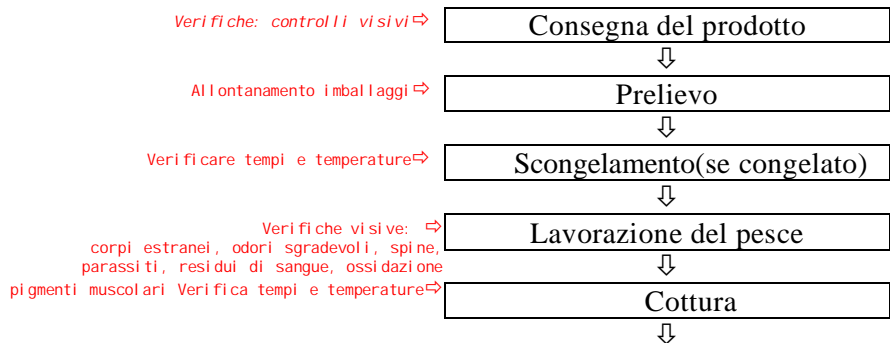 Verifiche: controlli visivi⇨ Consegna del prodotto
⇩
Allontanamento imballaggi⇨ Prelievo
⇩
Verificare tempi e temperature⇨ Scongelamento(se congelato)
⇩
Verifiche visive: ⇨ Lavorazione del pesce
corpi estranei, odori sgradevoli, spine,
parassiti, residui di sangue, ossidazione
⇩
pigmenti muscolari Verifica tempi e temperature⇨ Cottura
⇩